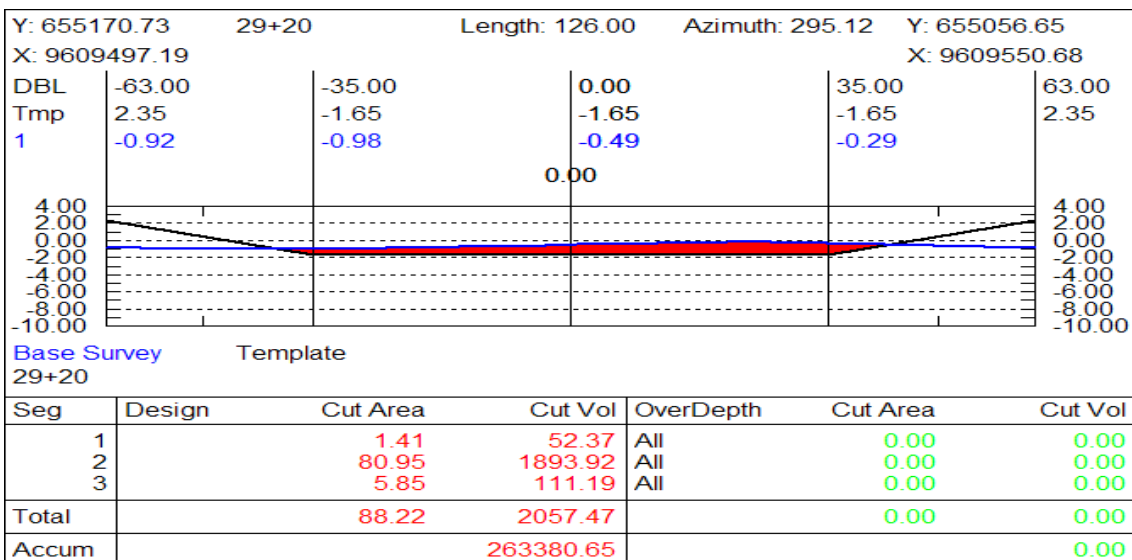 Y: 655170.73 29+20 Length: 126.00 Azimuth: 295.12 Y: 655056.65
X: 9609497.19 X: 9609550.68
DBL -63.00 -35.00 0.00 35.00 63.00
Tmp 2.35 -1.65 -1.65 -1.65 2.35
1 -0.92 -0.98 -0.49 -0.29
0.00
4.00 4.00
2.00 2.00
0.00 0.00
-2.00 -2.00
-4.00 -4.00
-6.00 -6.00
-8.00 -8.00
-10.00 -10.00
Base Survey Template
29+20
Seg Design Cut Area Cut Vol OverDepth Cut Area Cut Vol
1 1.41 52.37 All 0.00 0.00
2 80.95 1893.92 All 0.00 0.00
3 5.85 111.19 All 0.00 0.00
Total 88.22 2057.47 0.00 0.00
Accum 263380.65 0.00